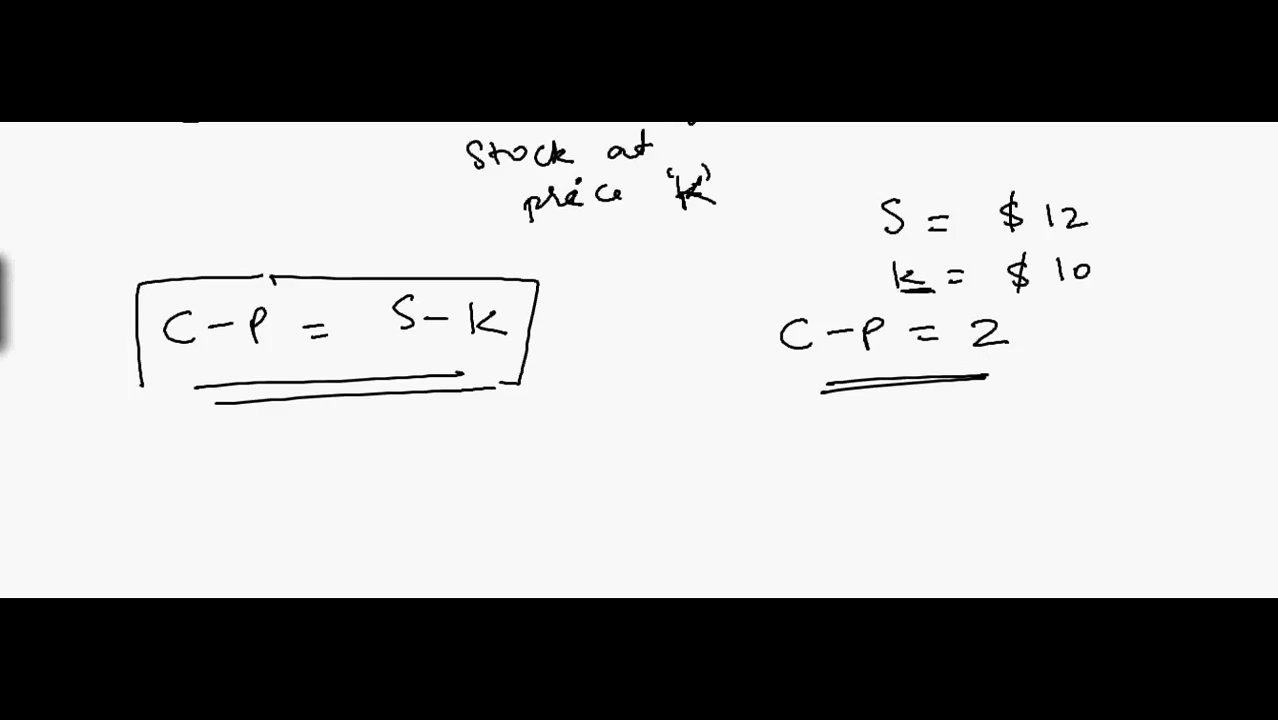 stock at
price 'K'
S = $ 12
k = $ 10
C - P = S - K
C - P = 2